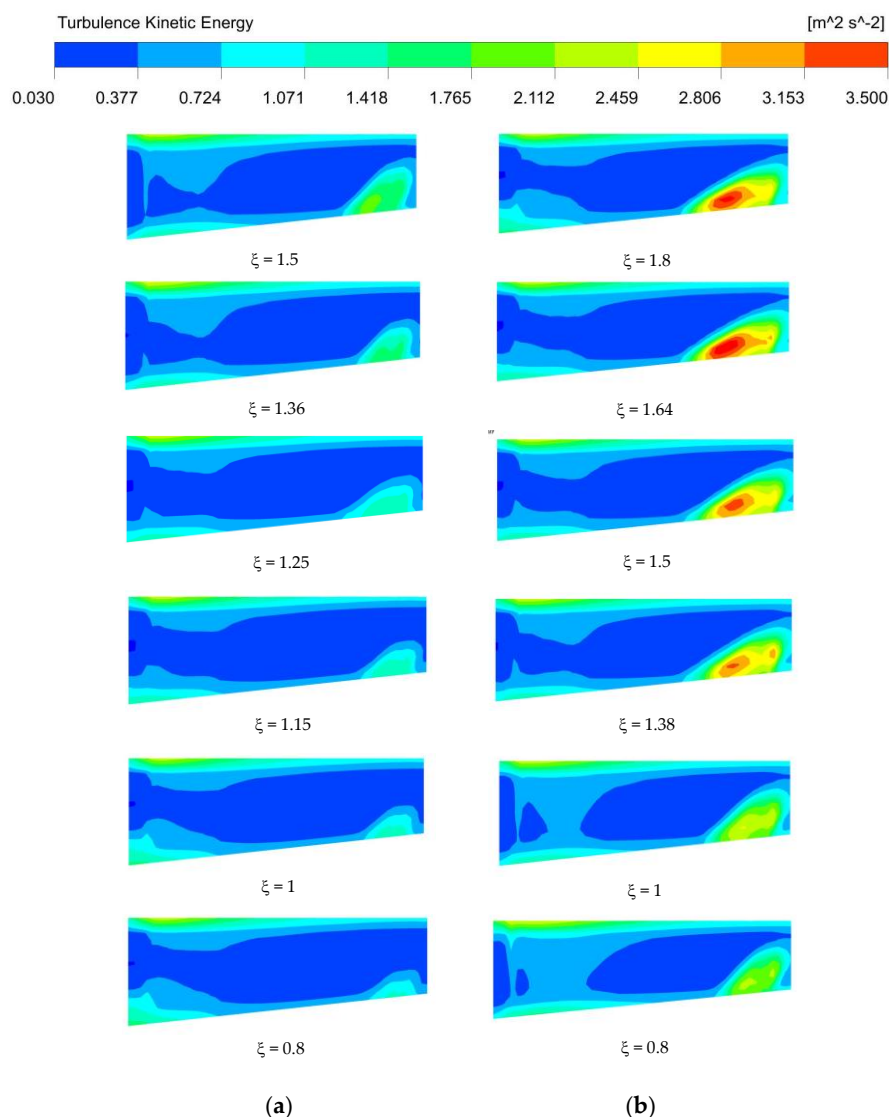 Turbulence Kinetic Energy [m^2 s^-2]
0.030 0.377 0.724 1.071 1.418 1.765 2.112 2.459 2.806 3.153 3.500
ξ = 1.5 ξ = 1.8
ξ = 1.36 ξ = 1.64
ξ = 1.25 ξ = 1.5
ξ = 1.15 ξ = 1.38
ξ = 1 ξ = 1
ξ = 0.8 ξ = 0.8
(a) (b)